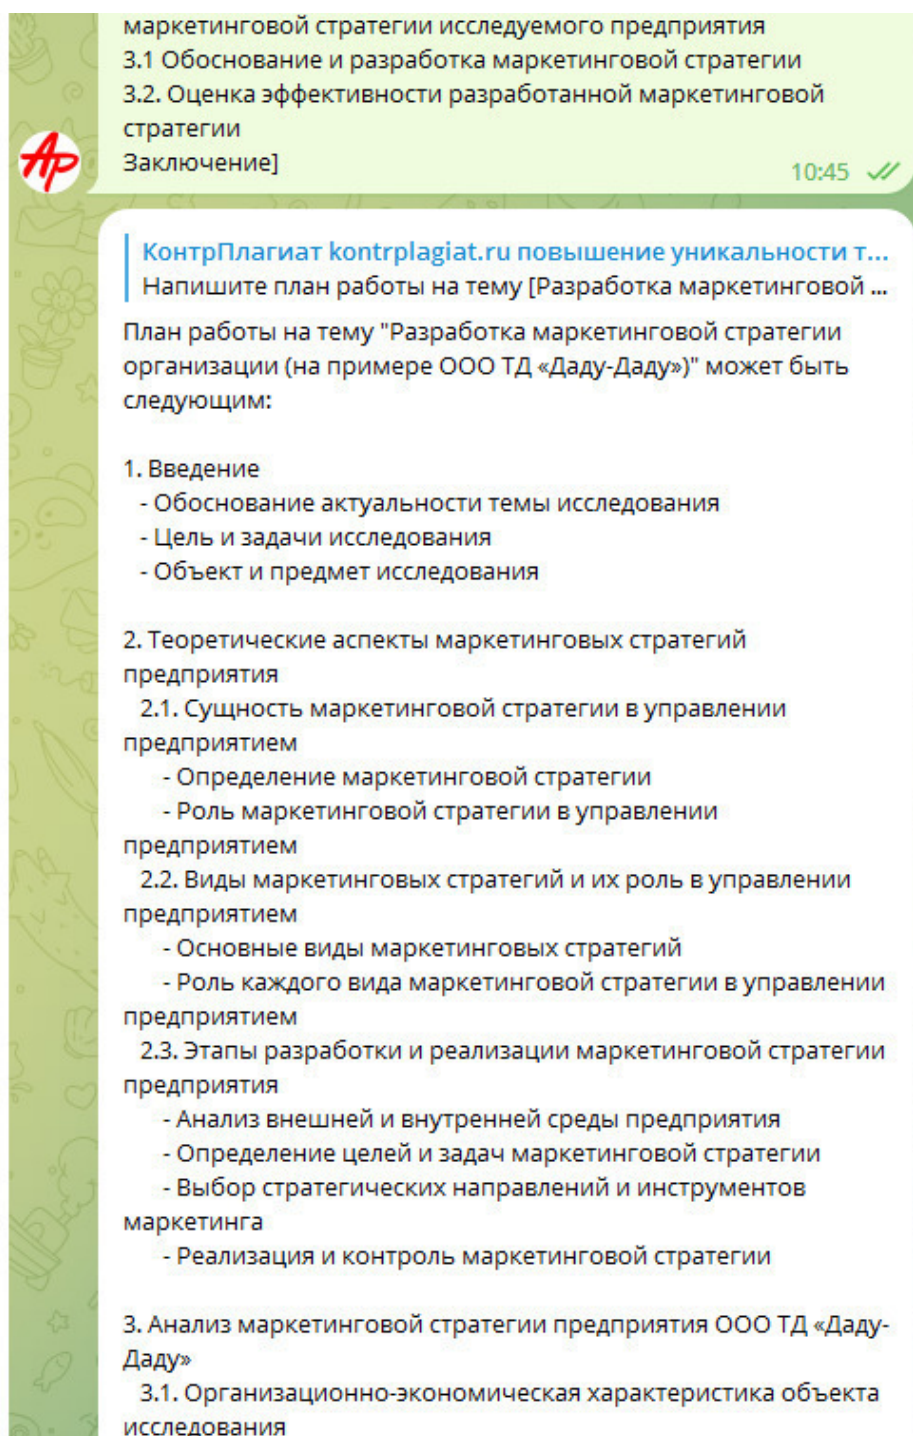 маркетинговой стратегии исследуемого предприятия
3.1 Обоснование и разработка маркетинговой стратегии
3.2. Оценка эффективности разработанной маркетинговой
стратегии
Заключение]
10:45
Ар
КонтрПлагиат kontrplagiat.ru повышение уникальности т...
Напишите план работы на тему [Разработка маркетинговой ...
План работы на тему "Разработка маркетинговой стратегии
организации (на примере ООО ТД «Даду-Даду»)" может быть
следующим:
1. Введение
- Обоснование актуальности темы исследования
- Цель и задачи исследования
- Объект и предмет исследования
2. Теоретические аспекты маркетинговых стратегий
предприятия
2.1. Сущность маркетинговой стратегии в управлении
предприятием
- Определение маркетинговой стратегии
- Роль маркетинговой стратегии в управлении
предприятием
2.2. Виды маркетинговых стратегий и их роль в управлении
предприятием
- Основные виды маркетинговых стратегий
- Роль каждого вида маркетинговой стратегии в управлении
предприятием
2.3. Этапы разработки и реализации маркетинговой стратегии
предприятия
- Анализ внешней и внутренней среды предприятия
- Определение целей и задач маркетинговой стратегии
- Выбор стратегических направлений и инструментов
маркетинга
- Реализация и контроль маркетинговой стратегии
3. Анализ маркетинговой стратегии предприятия ООО ТД «Даду-
Даду»
3.1. Организационно-экономическая характеристика объекта
исследования